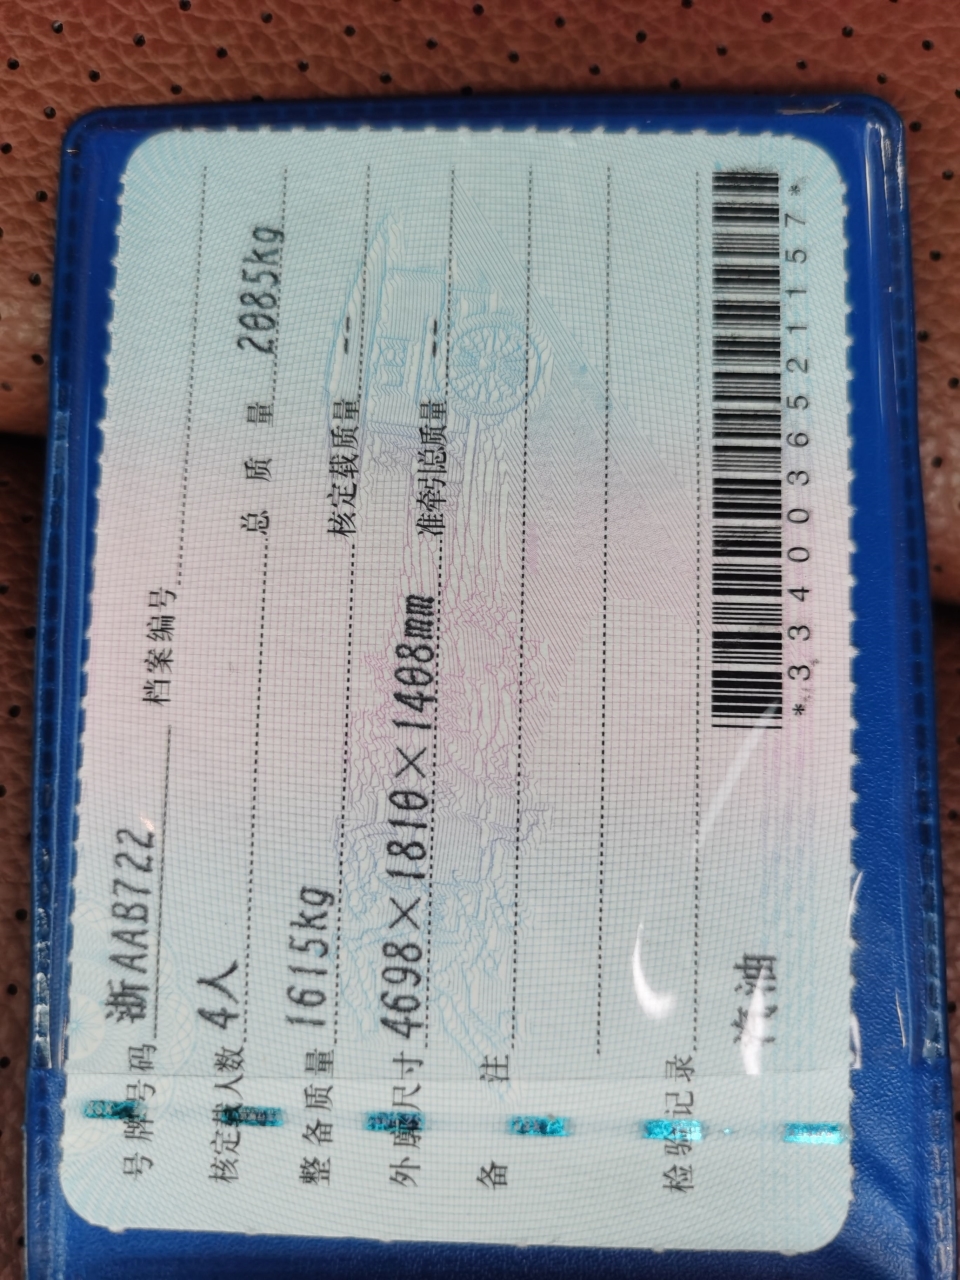 号牌号码 浙AAB722 档案编号
核定载人数 4人 总质量 2085kg
整备质量 1615kg 核定载质量 --
外廓尺寸 4698×1810×1408mm 准牵引总质量 --
备注
检验记录
汽油
*3340036521157*